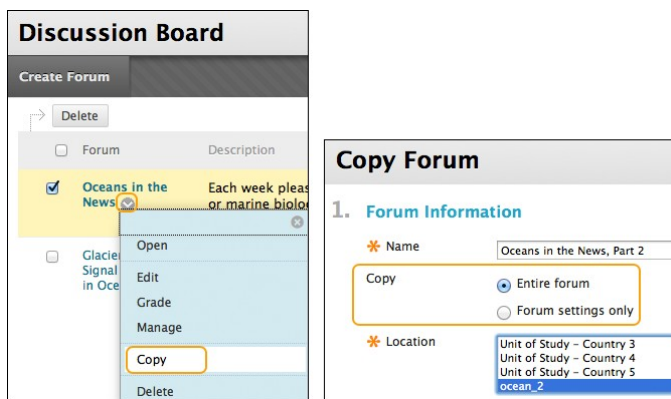 Discussion Board
Create Forum
Delete
Forum Description
Oceans in the Each week pleas
News or marine biolo
Open
Glacie
Signal Edit
in Oce
Grade
Manage
Copy
Delete
Copy Forum
1. Forum Information
Name Oceans in the News, Part 2
Copy Entire forum
Forum settings only
Location Unit of Study - Country 3
Unit of Study - Country 4
Unit of Study - Country 5
ocean_2